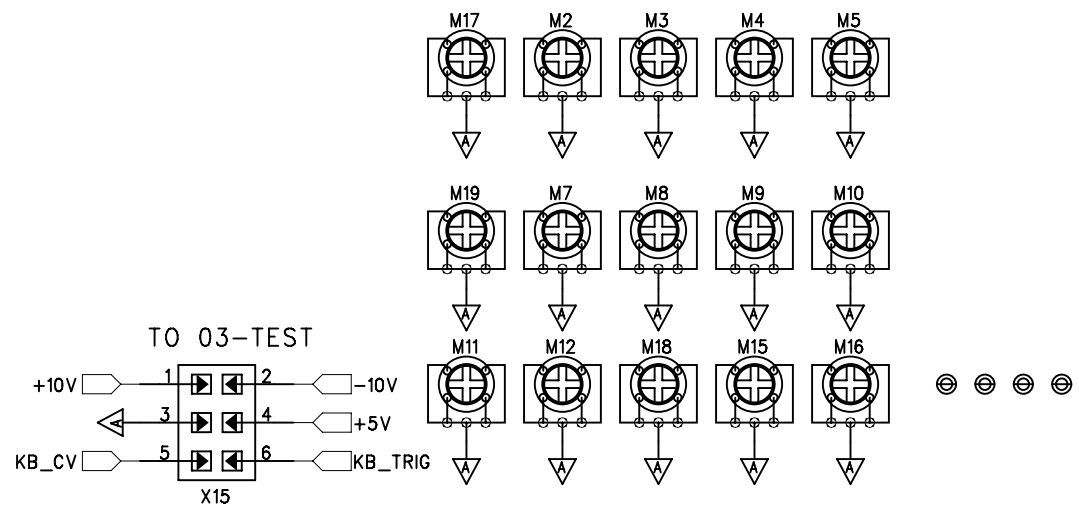 M17 M2 M3 M4 M5
A A A A A
M19 M7 M8 M9 M10
A A A A A
TO 03-TEST
M11 M12 M18 M15 M16
+10V 1 2 -10V
A 3 4 +5V
KB_CV 5 6 KB_TRIG
A A A A A
X15